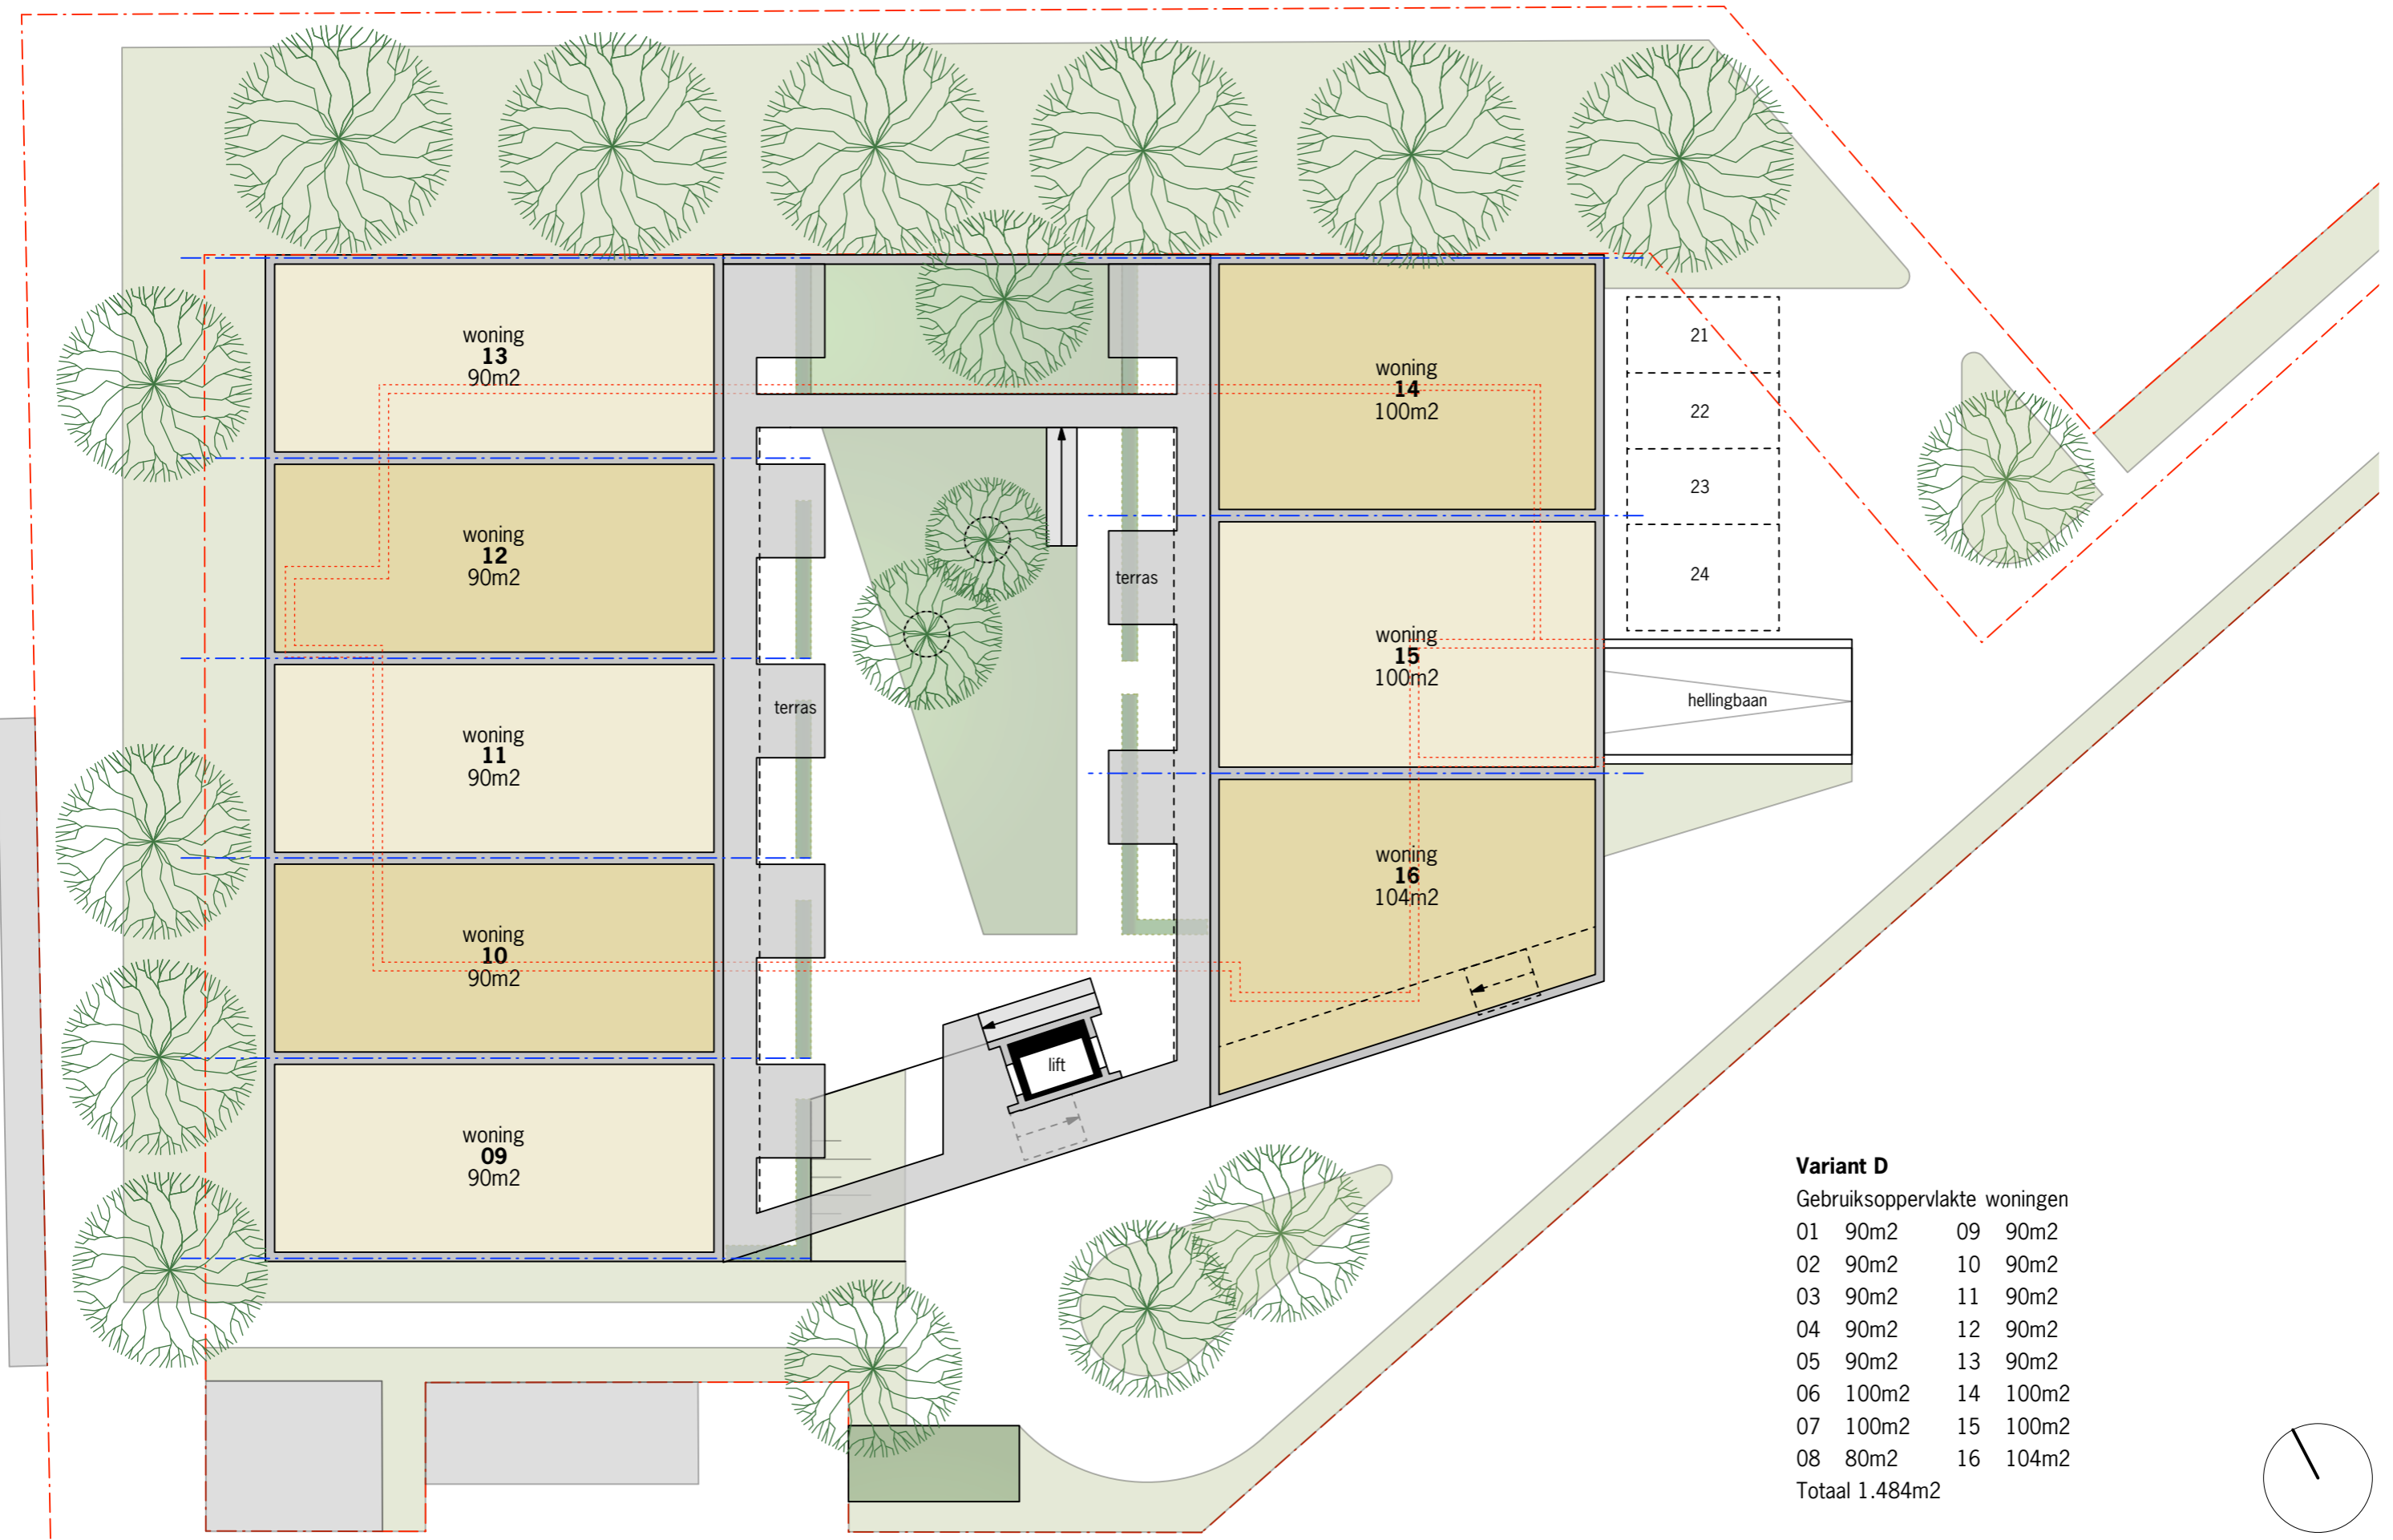 woning
13
90m2
woning
12
90m2
woning
11
90m2
woning
10
90m2
woning
09
90m2
terras
terras
lift
woning
14
100m2
woning
15
100m2
woning
16
104m2
21
22
23
24
hellingbaan
Variant D
Gebruiksoppervlakte woningen
01 90m2 09 90m2
02 90m2 10 90m2
03 90m2 11 90m2
04 90m2 12 90m2
05 90m2 13 90m2
06 100m2 14 100m2
07 100m2 15 100m2
08 80m2 16 104m2
Totaal 1.484m2